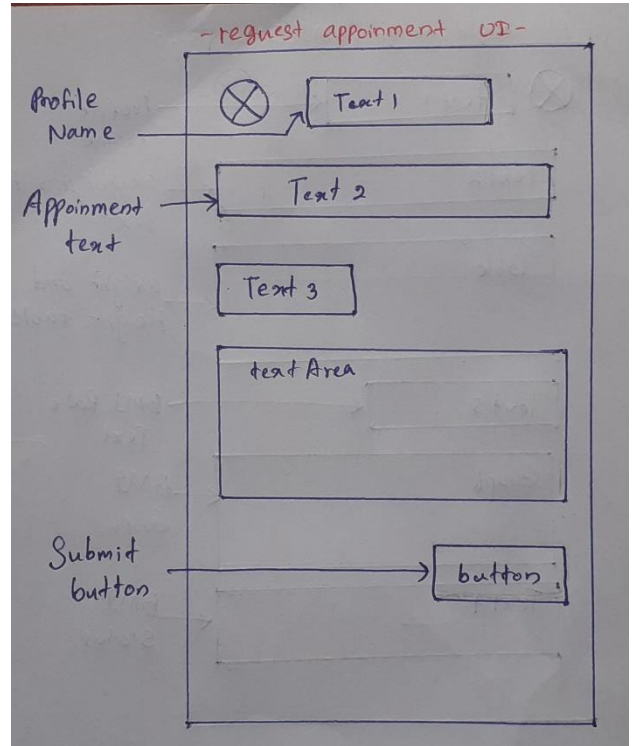 -request appoinment UI-
Profile
Name
Text 1
Appoinment
text
Text 2
Text 3
text Area
Submit
button
button